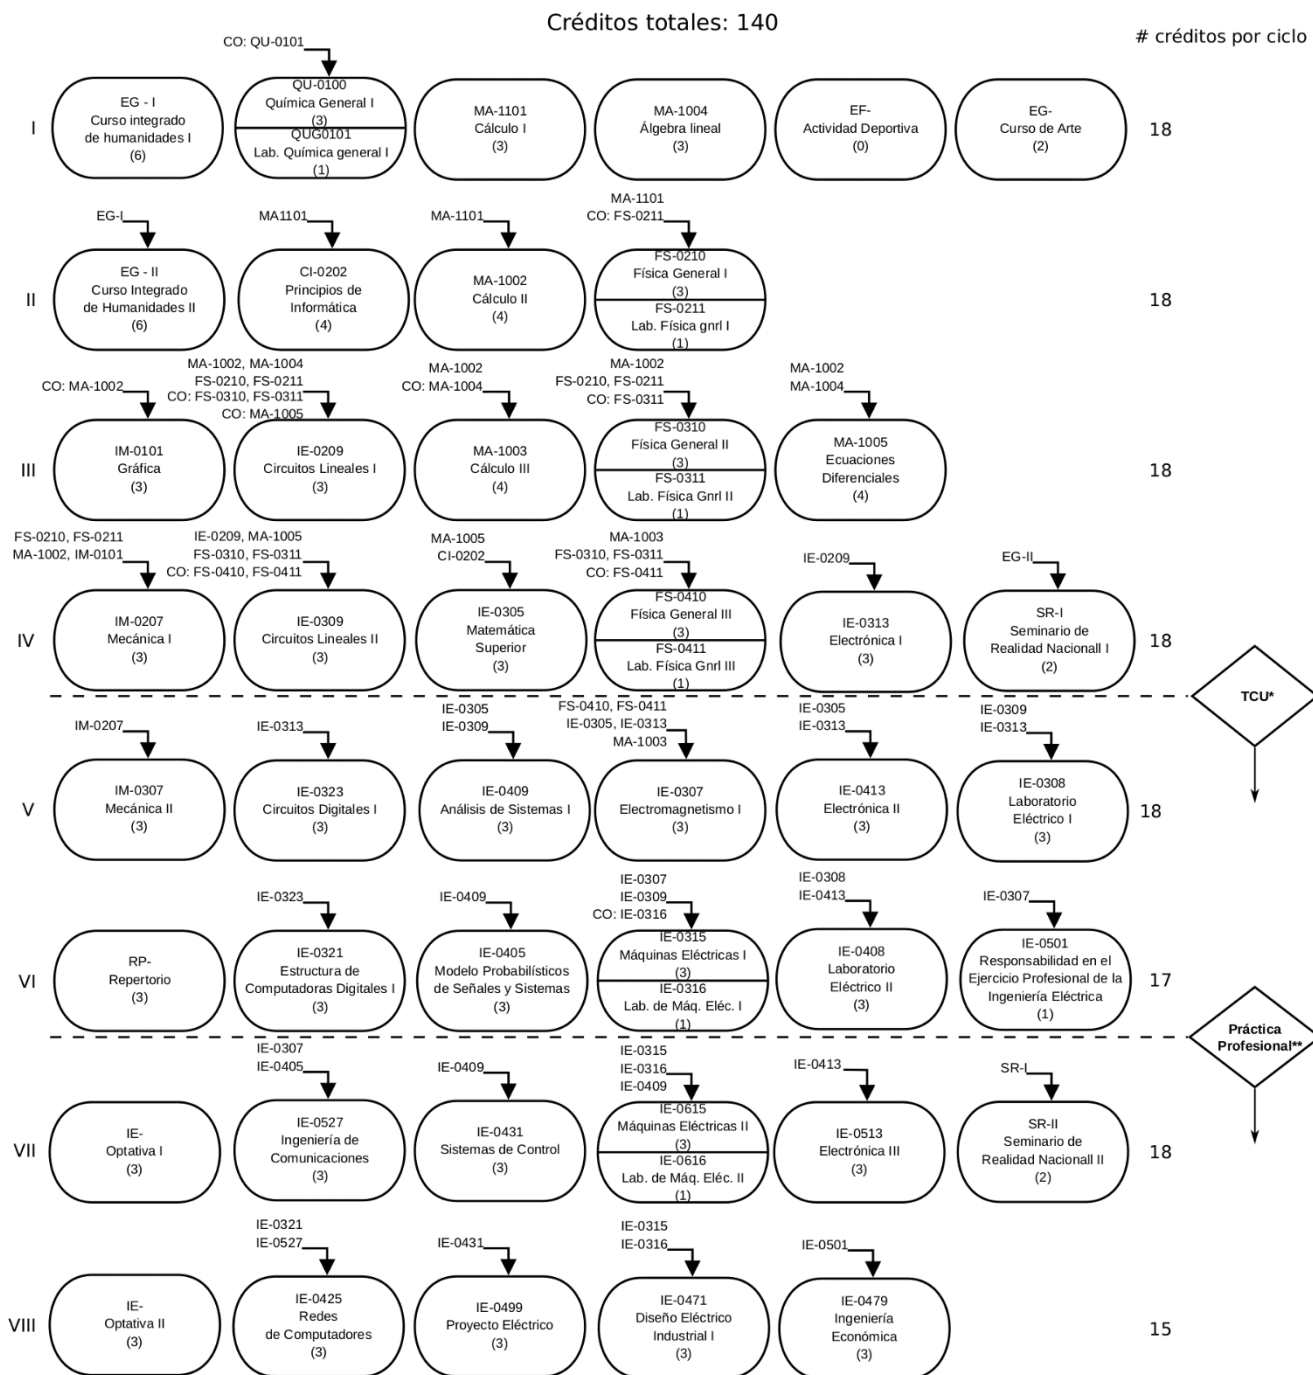 Créditos totales: 140
# créditos por ciclo
CO: QU-0101
I
EG - I
Curso integrado
de humanidades I
(6)
QU-0100
Química General I
(3)
QUG0101
Lab. Química general I
(1)
MA-1101
Cálculo I
(3)
MA-1004
Álgebra lineal
(3)
EF-
Actividad Deportiva
(0)
EG-
Curso de Arte
(2)
18
EG-I
MA1101
MA-1101
MA-1101
CO: FS-0211
II
EG - II
Curso Integrado
de Humanidades II
(6)
CI-0202
Principios de
Informática
(4)
MA-1002
Cálculo II
(4)
FS-0210
Física General I
(3)
FS-0211
Lab. Física gnrl I
(1)
18
CO: MA-1002
MA-1002, MA-1004
FS-0210, FS-0211
CO: FS-0310, FS-0311
CO: MA-1005
MA-1002
CO: MA-1004
MA-1002
FS-0210, FS-0211
CO: FS-0311
MA-1002
MA-1004
III
IM-0101
Gráfica
(3)
IE-0209
Circuitos Lineales I
(3)
MA-1003
Cálculo III
(4)
FS-0310
Física General II
(3)
FS-0311
Lab. Física Gnrl II
(1)
MA-1005
Ecuaciones
Diferenciales
(4)
18
FS-0210, FS-0211
MA-1002, IM-0101
IE-0209, MA-1005
FS-0310, FS-0311
CO: FS-0410, FS-0411
MA-1005
CI-0202
MA-1003
FS-0310, FS-0311
CO: FS-0411
IE-0209
EG-II
IV
IM-0207
Mecánica I
(3)
IE-0309
Circuitos Lineales II
(3)
IE-0305
Matemática
Superior
(3)
FS-0410
Física General III
(3)
FS-0411
Lab. Física Gnrl III
(1)
IE-0313
Electrónica I
(3)
SR-I
Seminario de
Realidad Nacionall I
(2)
18
TCU*
IM-0207
IE-0313
IE-0305
IE-0309
FS-0410, FS-0411
IE-0305, IE-0313
MA-1003
IE-0305
IE-0313
IE-0309
IE-0313
V
IM-0307
Mecánica II
(3)
IE-0323
Circuitos Digitales I
(3)
IE-0409
Análisis de Sistemas I
(3)
IE-0307
Electromagnetismo I
(3)
IE-0413
Electrónica II
(3)
IE-0308
Laboratorio
Eléctrico I
(3)
18
IE-0323
IE-0409
IE-0307
IE-0309
CO: IE-0316
IE-0308
IE-0413
IE-0307
VI
RP-
Repertorio
(3)
IE-0321
Estructura de
Computadoras Digitales I
(3)
IE-0405
Modelo Probabilísticos
de Señales y Sistemas
(3)
IE-0315
Máquinas Eléctricas I
(3)
IE-0316
Lab. de Máq. Eléc. I
(1)
IE-0408
Laboratorio
Eléctrico II
(3)
IE-0501
Responsabilidad en el
Ejercicio Profesional de la
Ingeniería Eléctrica
(1)
17
Práctica
Profesional**
IE-0307
IE-0405
IE-0409
IE-0315
IE-0316
IE-0409
IE-0413
SR-I
VII
IE-
Optativa I
(3)
IE-0527
Ingeniería de
Comunicaciones
(3)
IE-0431
Sistemas de Control
(3)
IE-0615
Máquinas Eléctricas II
(3)
IE-0616
Lab. de Máq. Eléc. II
(1)
IE-0513
Electrónica III
(3)
SR-II
Seminario de
Realidad Nacionall II
(2)
18
IE-0321
IE-0527
IE-0431
IE-0315
IE-0316
IE-0501
VIII
IE-
Optativa II
(3)
IE-0425
Redes
de Computadores
(3)
IE-0499
Proyecto Eléctrico
(3)
IE-0471
Diseño Eléctrico
Industrial I
(3)
IE-0479
Ingeniería
Económica
(3)
15